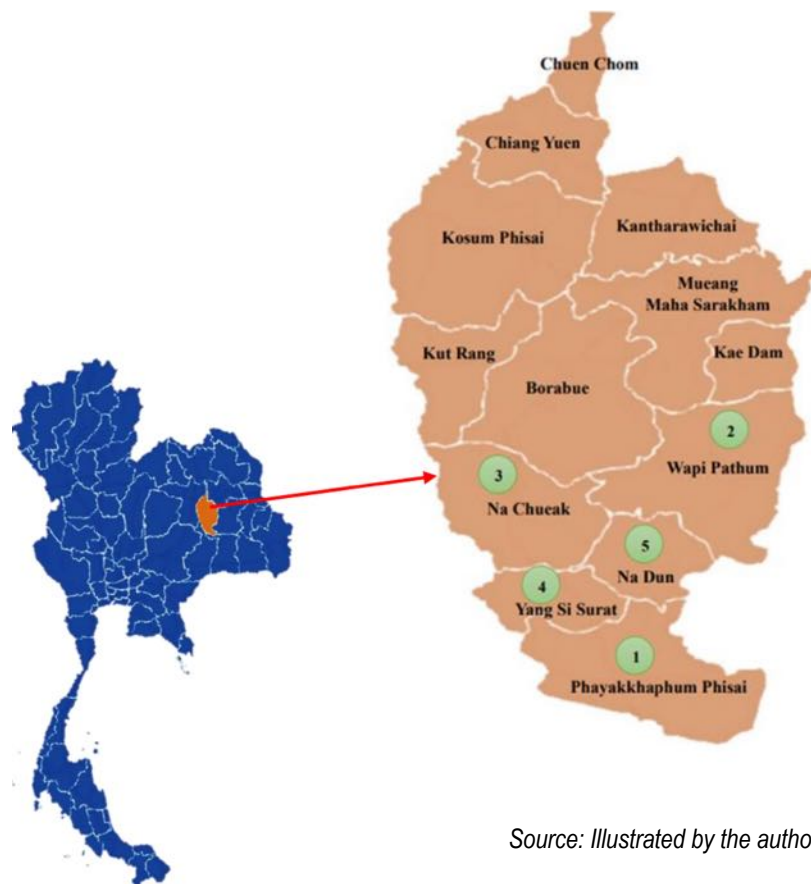 Chuen Chom
Chiang Yuen
Kosum Phisai
Kantharawichai
Mueang
Maha Sarakham
Kut Rang
Borabue
Kae Dam
2
Wapi Pathum
3
Na Chueak
5
Na Dun
4
Yang Si Surat
1
Phayakkhaphum Phisai
Source: Illustrated by the autho